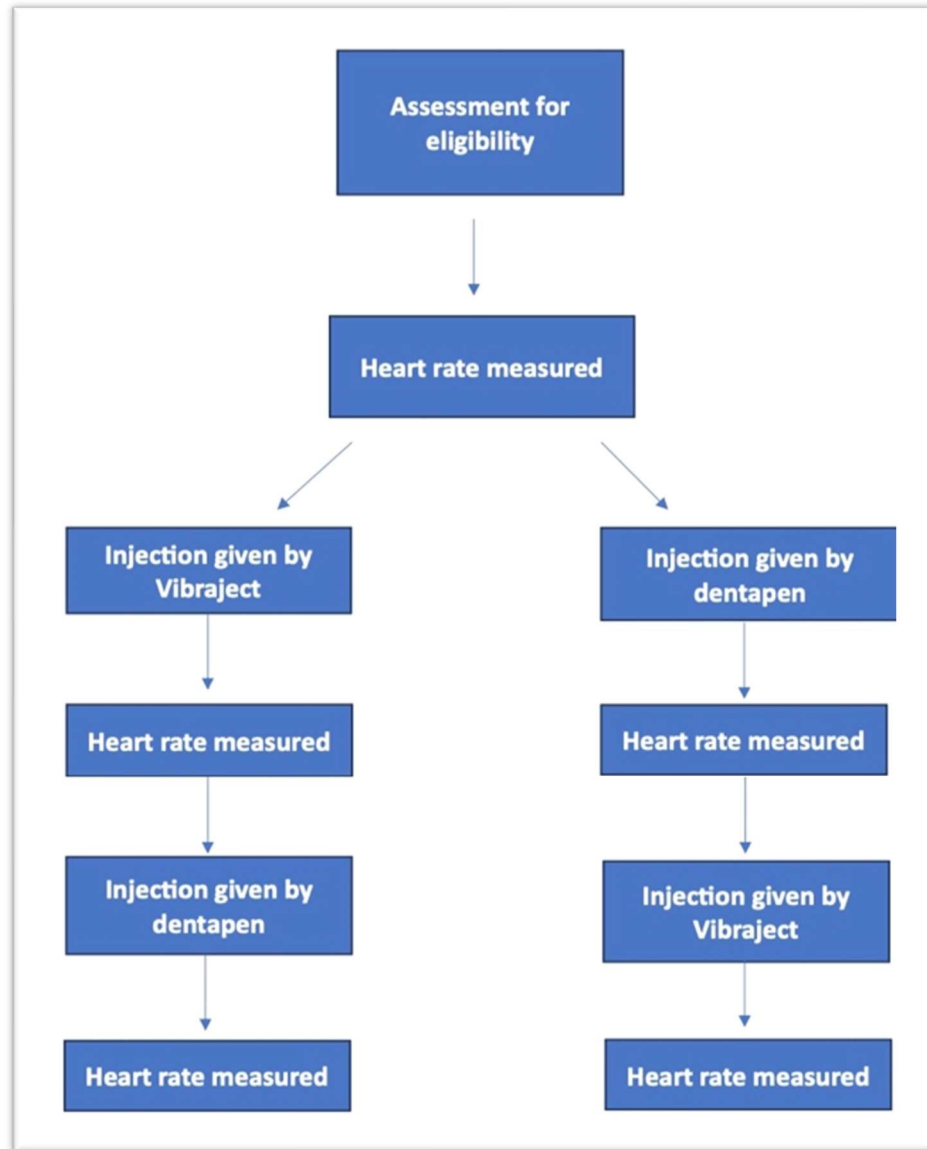 Assessment for
eligibility
Heart rate measured
Injection given by
Vibraject
Injection given by
dentapen
Heart rate measured
Heart rate measured
Injection given by
dentapen
Injection given by
Vibraject
Heart rate measured
Heart rate measured